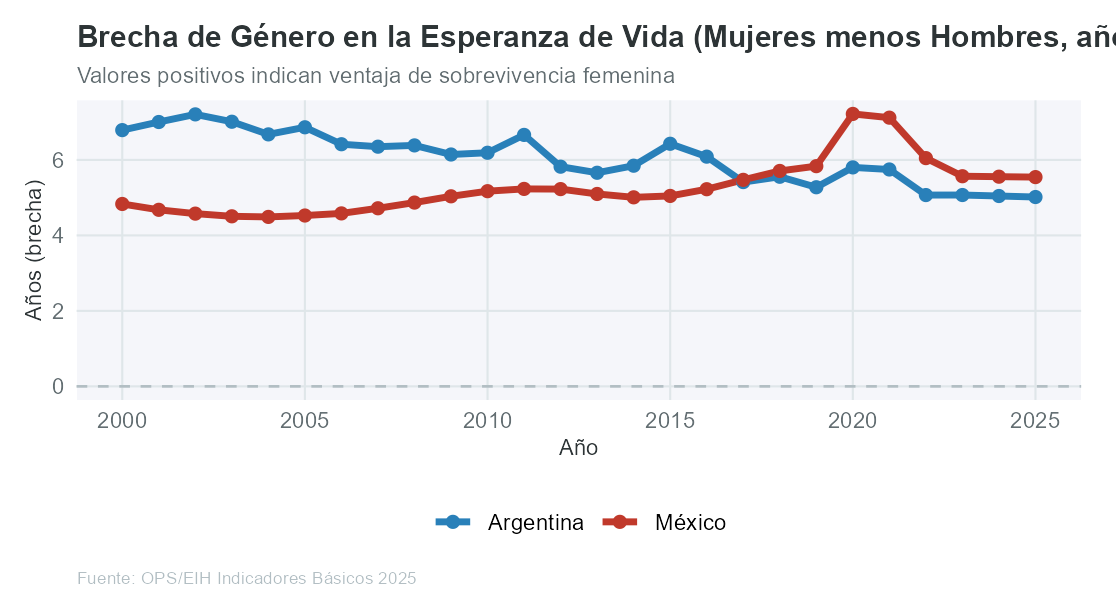 Brecha de Género en la Esperanza de Vida (Mujeres menos Hombres,
Valores positivos indican ventaja de sobrevivencia femenina
Años (brecha)
6
4
2
0
2000 2005 2010 2015 2020 2025
Año
Argentina México
Fuente: OPS/EIH Indicadores Básicos 2025